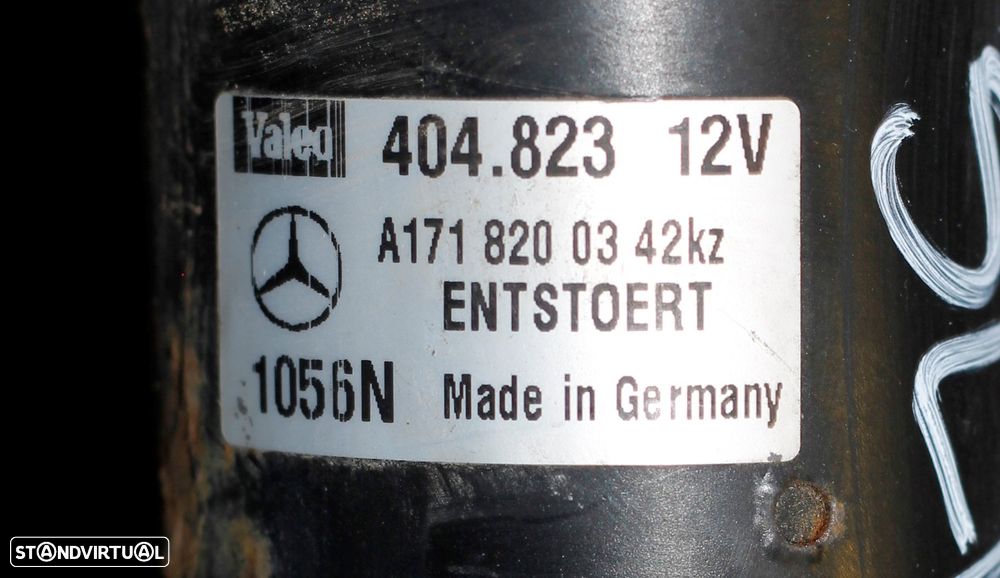 Valeo 404.823 12V
A171 820 03 42kz
ENTSTOERT
1056N Made in Germany
STANDVIRTUAL